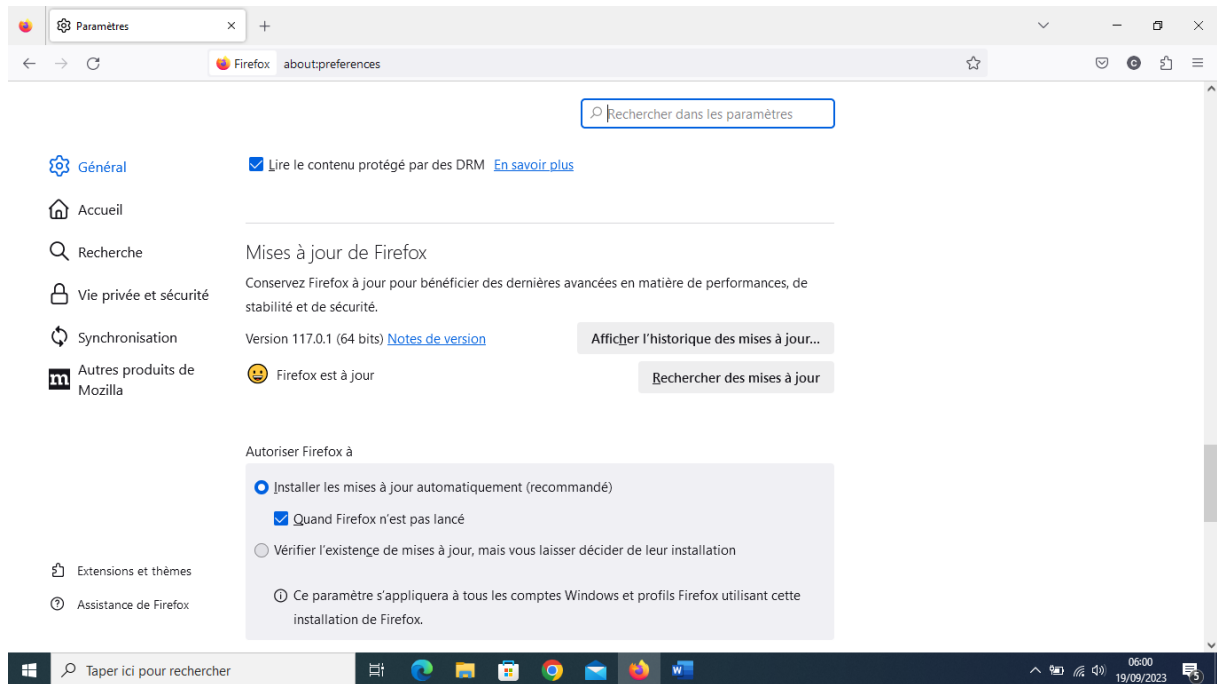 Paramètres
Firefox about:preferences
Rechercher dans les paramètres
Général
Lire le contenu protégé par des DRM En savoir plus
Accueil
Recherche
Mises à jour de Firefox
Conservez Firefox à jour pour bénéficier des dernières avancées en matière de performances, de
stabilité et de sécurité.
Vie privée et sécurité
Synchronisation
Version 117.0.1 (64 bits) Notes de version
Afficher l'historique des mises à jour...
Autres produits de
Mozilla
Firefox est à jour
Rechercher des mises à jour
Autoriser Firefox à
Installer les mises à jour automatiquement (recommandé)
Quand Firefox n'est pas lancé
Vérifier l'existence de mises à jour, mais vous laisser décider de leur installation
Ce paramètre s'appliquera à tous les comptes Windows et profils Firefox utilisant cette
installation de Firefox.
Extensions et thèmes
Assistance de Firefox
Taper ici pour rechercher
06:00
19/09/2023
5